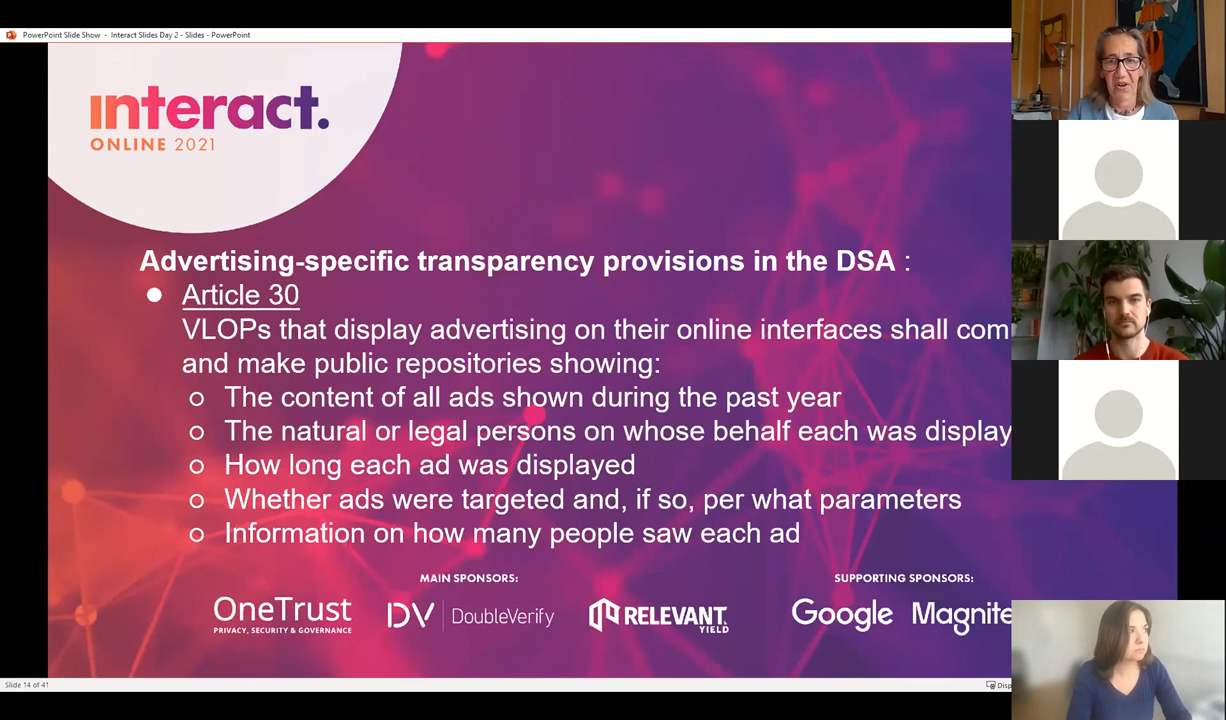 PowerPoint Slide Show - Interact Slides Day 2 - Slides - PowerPoint
interact.
ONLINE 2021
Advertising-specific transparency provisions in the DSA :
Article 30
VLOPs that display advertising on their online interfaces shall com
and make public repositories showing:
The content of all ads shown during the past year
The natural or legal persons on whose behalf each was display
How long each ad was displayed
Whether ads were targeted and, if so, per what parameters
Information on how many people saw each ad
MAIN SPONSORS:
SUPPORTING SPONSORS:
OneTrust
PRIVACY, SECURITY & GOVERNANCE
DV DoubleVerify
RELEVANT
YIELD
Google
Magnite
Slide 14 of 41
Disp